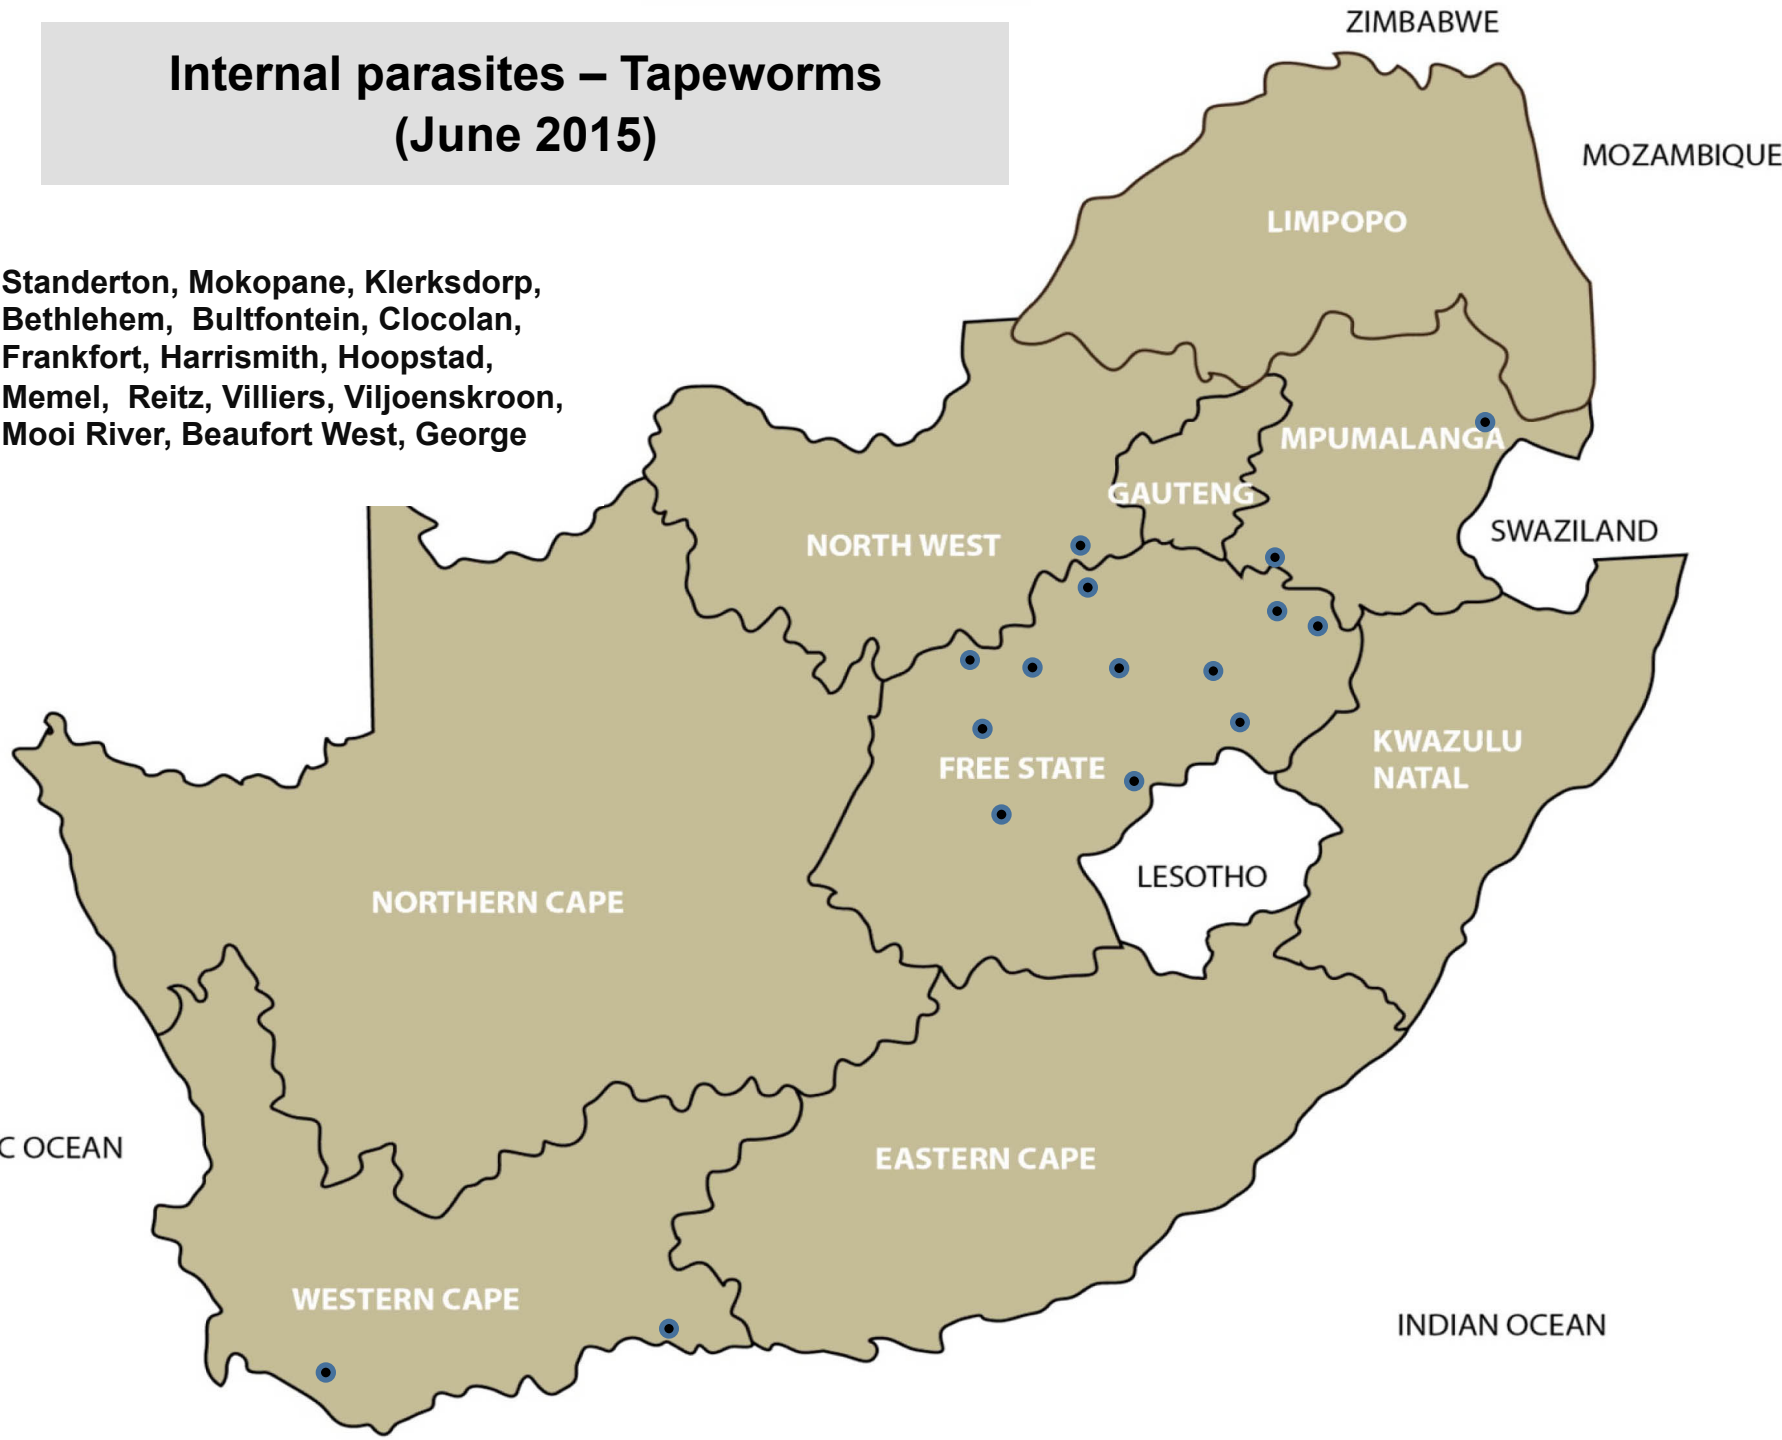 Internal parasites – Tapeworms
(June 2015)
Standerton, Mokopane, Klerksdorp,
Bethlehem, Bultfontein, Clocolan,
Frankfort, Harrismith, Hoopstad,
Memel, Reitz, Villiers, Viljoenskroon,
Mooi River, Beaufort West, George
ZIMBABWE
MOZAMBIQUE
LIMPOPO
MPUMALANGA
GAUTENG
SWAZILAND
NORTH WEST
KWAZULU
NATAL
FREE STATE
LESOTHO
NORTHERN CAPE
C OCEAN
EASTERN CAPE
WESTERN CAPE
INDIAN OCEAN